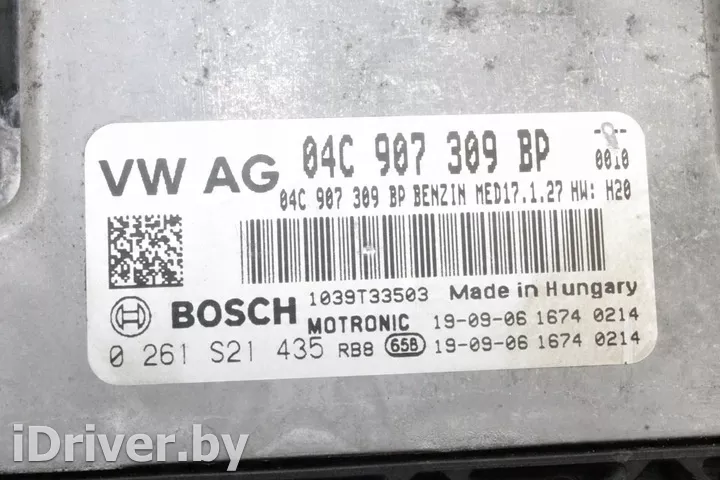 VW AG 04C 907 309 BP
0010
04C 907 309 BP BENZIN MED17.1.27 HW: H20
1039T33503 Made in Hungary
BOSCH MOTRONIC 19-09-06 1674 0214
0 261 S21 435 RB8 658 19-09-06 1674 0214
iDriver.by